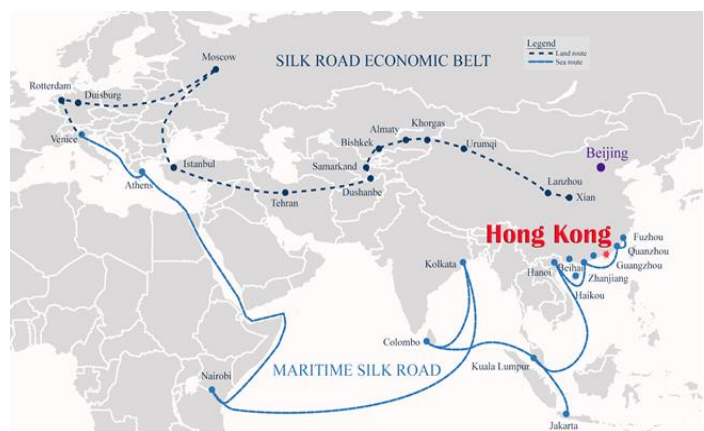 Legend
Land route
Sea route
SILK ROAD ECONOMIC BELT
Moscow
Rotterdam
Duisburg
Venice
Istanbul
Athens
Tehran
Samarkand
Dushanbe
Bishkek
Almaty
Khorgas
Urumqi
Lanzhou
Xian
Beijing
Hong Kong
Fuzhou
Quanzhou
Guangzhou
Zhanjiang
Beihai
Haikou
Hanoi
Kolkata
Colombo
Kuala Lumpur
Jakarta
MARITIME SILK ROAD
Nairobi